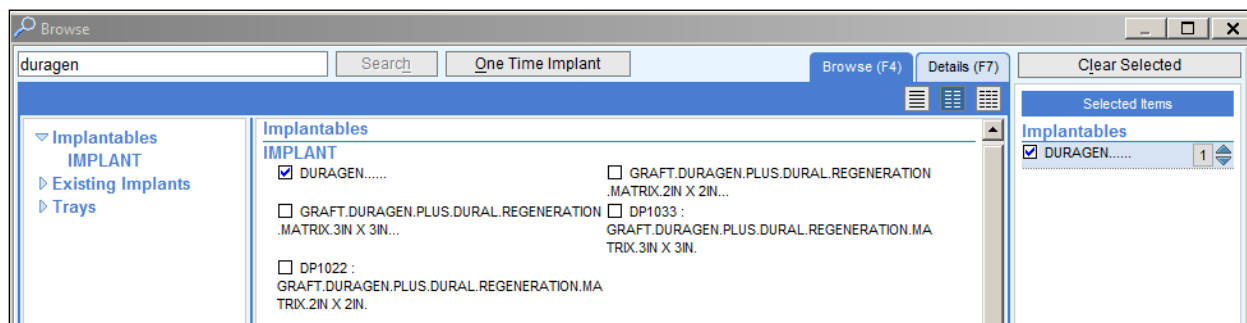 Browse
duragen
Search
One Time Implant
Browse (F4)
Details (F7)
Clear Selected
Selected Items
Implantables
IMPLANT
Existing Implants
Trays
Implantables
IMPLANT
DURAGEN......
GRAFT.DURAGEN.PLUS.DURAL.REGENERATION
.MATRIX.2IN X 2IN...
GRAFT.DURAGEN.PLUS.DURAL.REGENERATION
.MATRIX.3IN X 3IN...
DP1033 :
GRAFT.DURAGEN.PLUS.DURAL.REGENERATION.MA
TRIX.3IN X 3IN.
DP1022 :
GRAFT.DURAGEN.PLUS.DURAL.REGENERATION.MA
TRIX.2IN X 2IN.
Implantables
DURAGEN...... 1